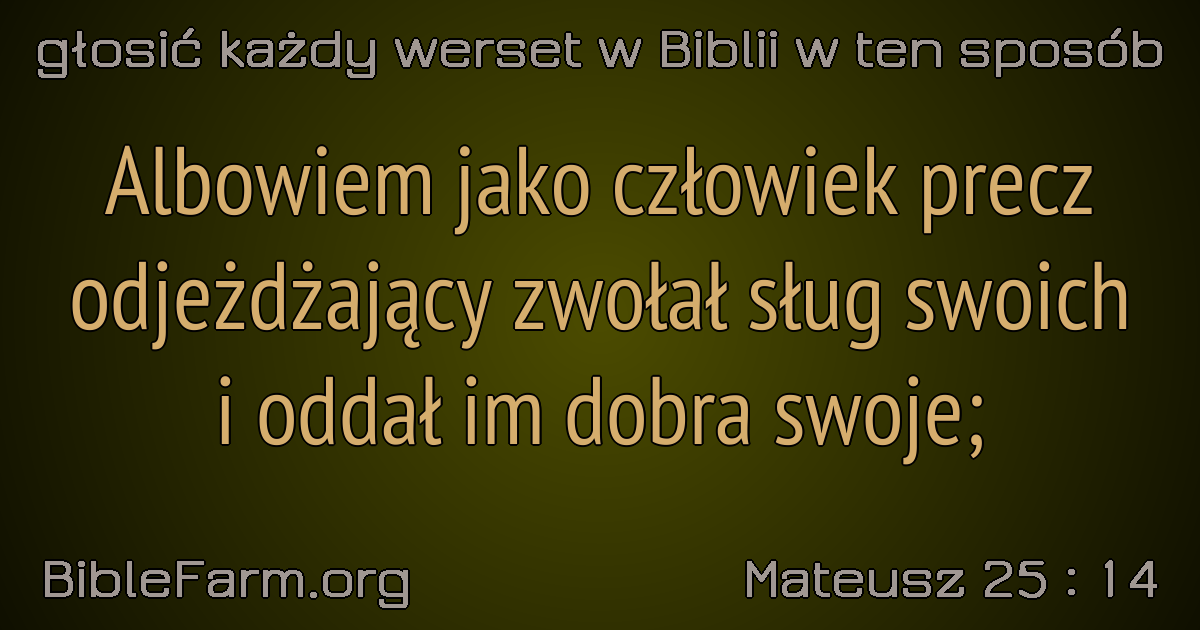 głosić każdy werset w Biblii w ten sposób
Albowiem jako człowiek precz
odjeżdżający zwołał sług swoich
i oddał im dobra swoje;
BibleFarm.org
Mateusz 25 : 14